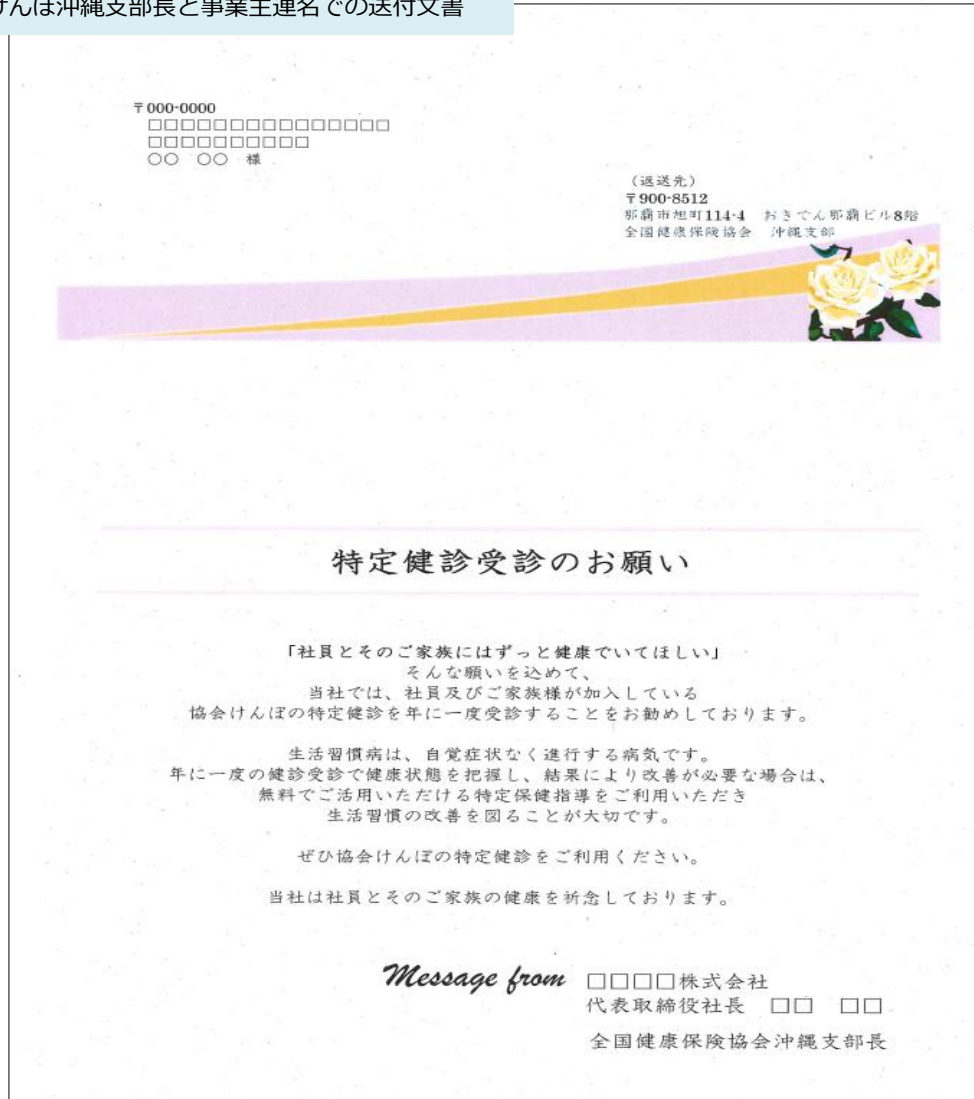 けんぽ沖縄支部長と事業主連名での送付文書
〒000-0000
□□□□□□□□□□□□□□□
□□□□□□□□□□
○○ ○○ 様
(返送先)
〒900-8512
那覇市旭町114-4 おきでん那覇ビル8階
全国健康保険協会 沖縄支部
特定健診受診のお願い
「社員とそのご家族にはずっと健康でいてほしい」
そんな願いを込めて、
当社では、社員及びご家族様が加入している
協会けんぽの特定健診を年に一度受診することをお勧めしております。
生活習慣病は、自覚症状なく進行する病気です。
年に一度の健診受診で健康状態を把握し、結果により改善が必要な場合は、
無料でご活用いただける特定保健指導をご利用いただき
生活習慣の改善を図ることが大切です。
ぜひ協会けんぽの特定健診をご利用ください。
当社は社員とそのご家族の健康を祈念しております。
Message from □□□□株式会社
代表取締役社長 □□ □□
全国健康保険協会沖縄支部長